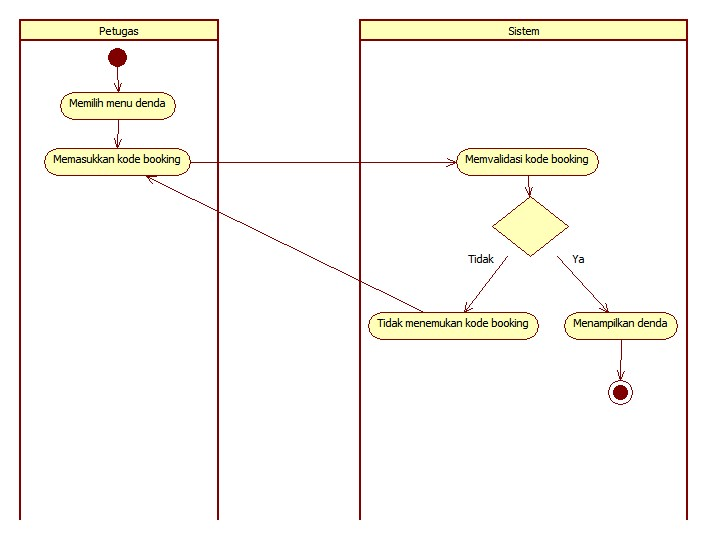 Petugas
Sistem
Memilih menu denda
Memasukkan kode booking
Memvalidasi kode booking
Tidak
Ya
Tidak menemukan kode booking
Menampilkan denda